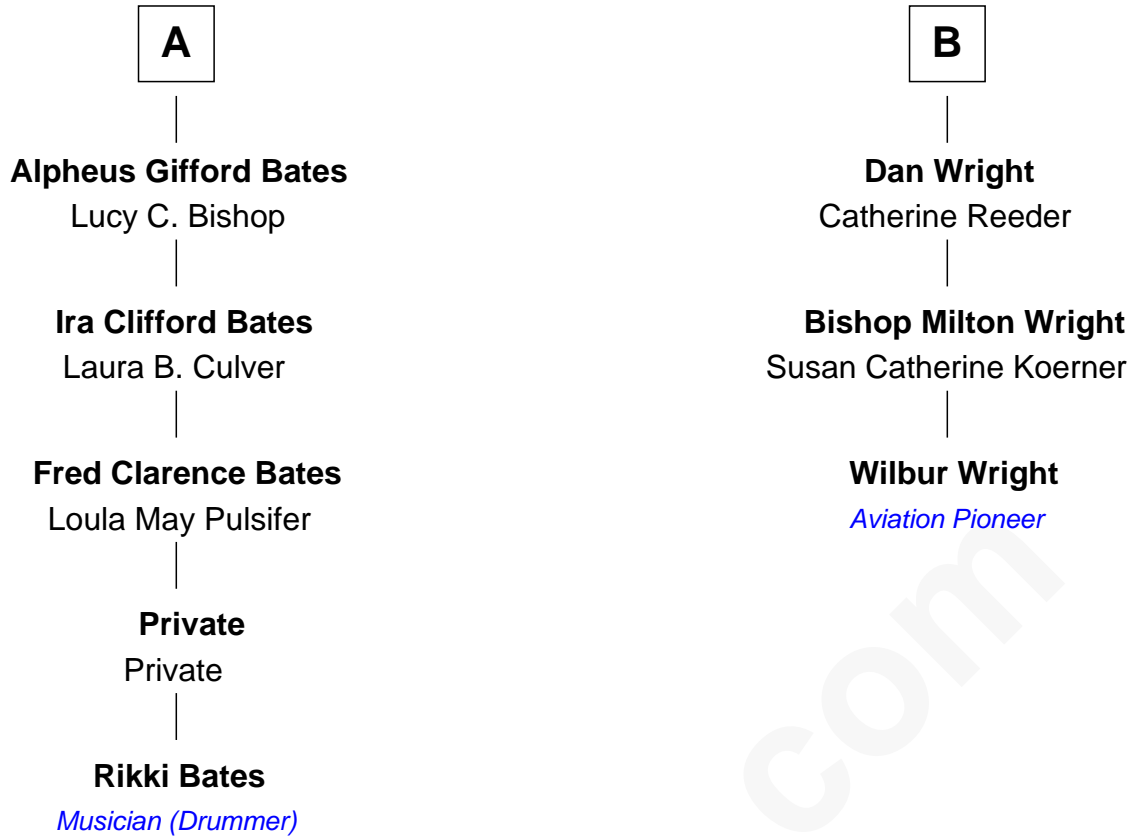 A
Alpheus Gifford Bates
Lucy C. Bishop
Ira Clifford Bates
Laura B. Culver
Fred Clarence Bates
Loula May Pulsifer
Private
Private
Rikki Bates
Musician (Drummer)
B
Dan Wright
Catherine Reeder
Bishop Milton Wright
Susan Catherine Koerner
Wilbur Wright
Aviation Pioneer
com